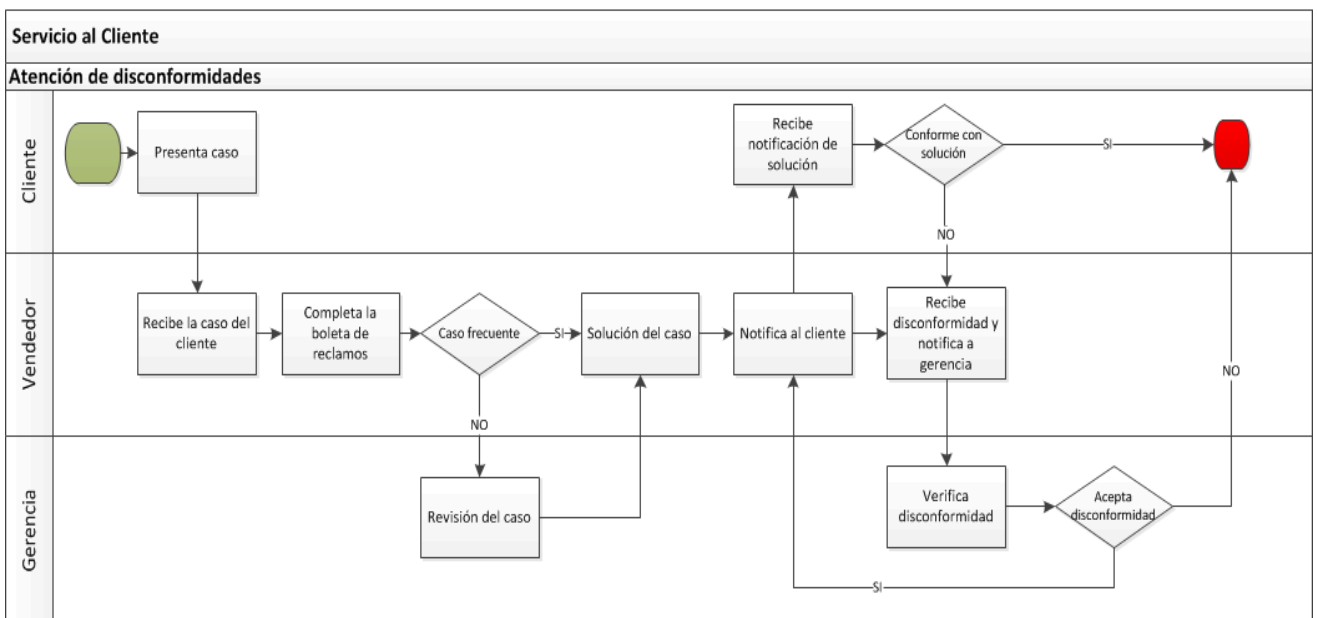 Servicio al Cliente
Atención de disconformidades
Cliente
Presenta caso
Recibe
notificación de
solución
Conforme con
solución
SI
NO
Vendedor
Recibe la caso del
cliente
Completa la
boleta de
reclamos
Caso frecuente
SI
Solución del caso
Notifica al cliente
Recibe
disconformidad y
notifica a
gerencia
NO
NO
Gerencia
Revisión del caso
Verifica
disconformidad
Acepta
disconformidad
SI